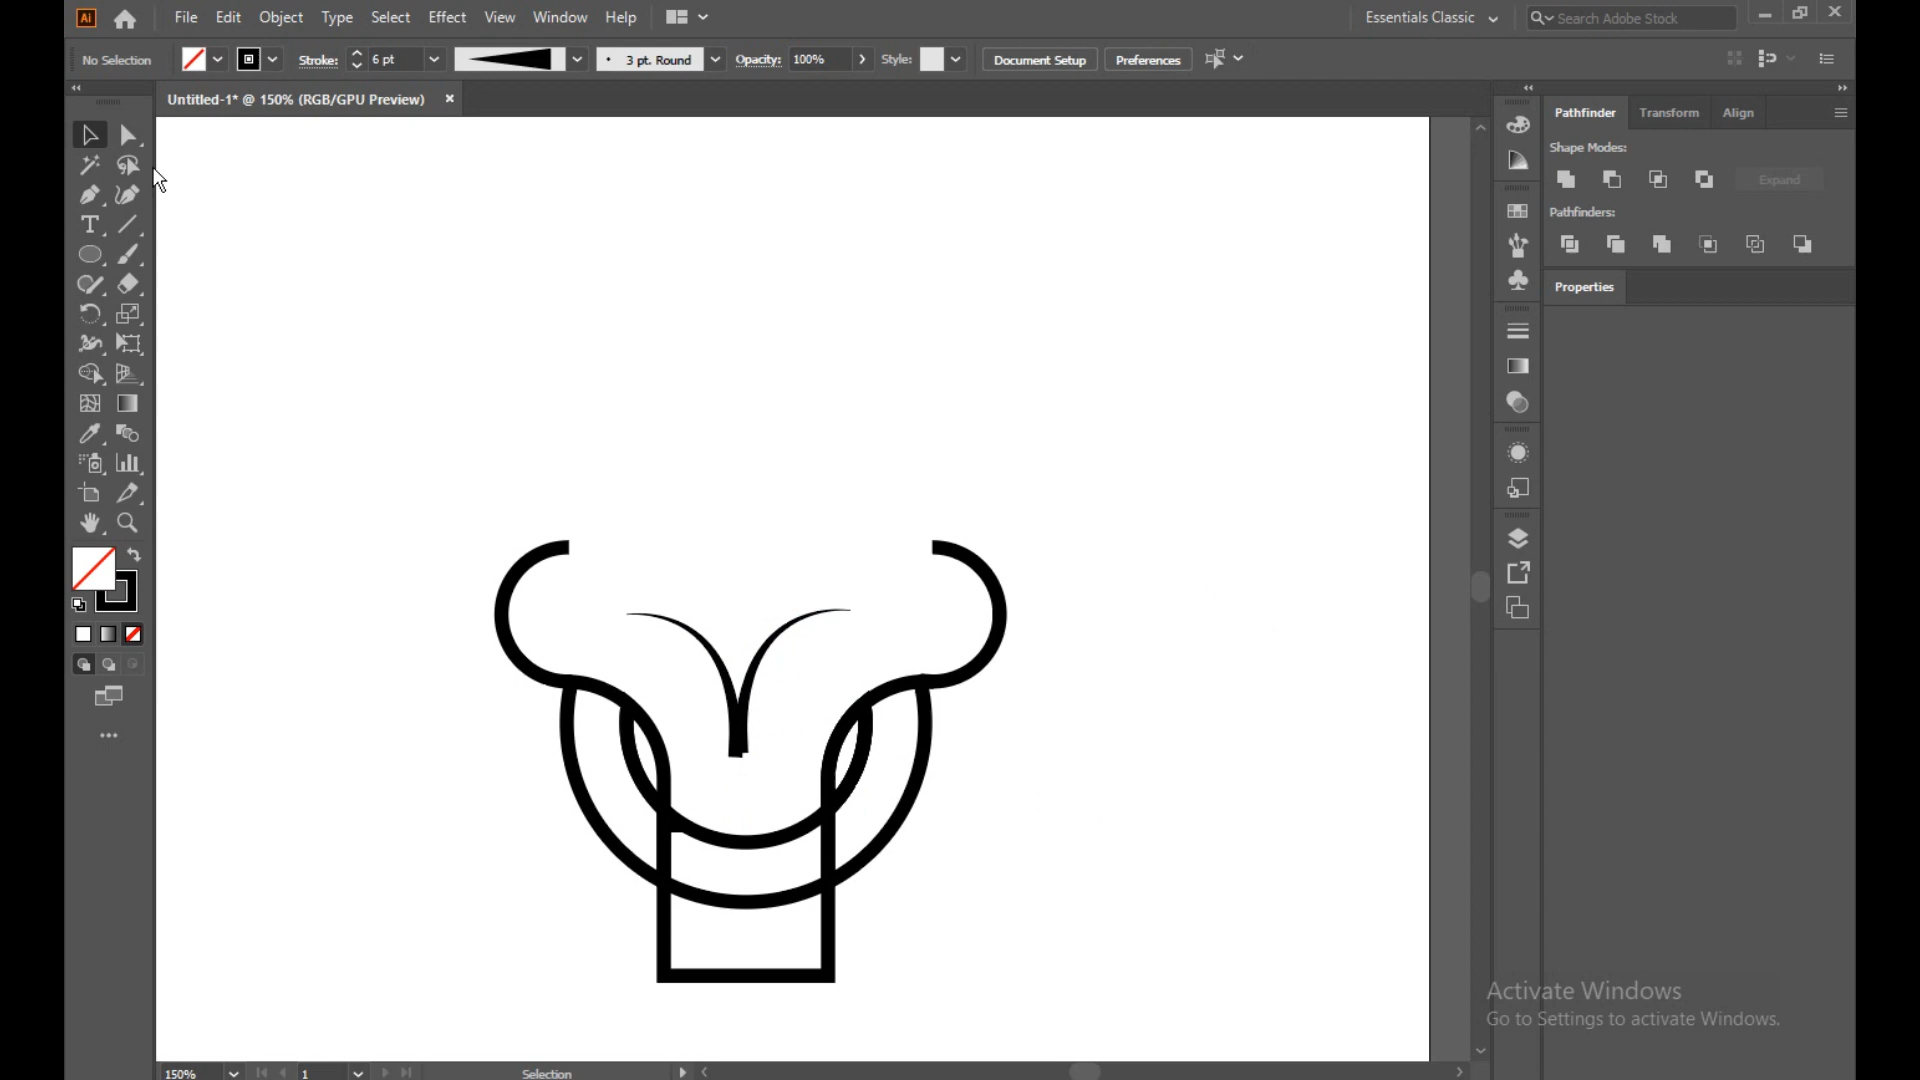 Ai File Edit Object Type Select Effect View Window Help Essentials Classic Search Adobe Stock
No Selection Stroke: 6 pt 3 pt. Round Opacity: 100% Style: Document Setup Preferences
Untitled-1* @ 150% (RGB/GPU Preview)
Pathfinder Transform Align
Shape Modes:
Expand
Pathfinders:
Properties
Activate Windows
Go to Settings to activate Windows.
150% 1 Selection